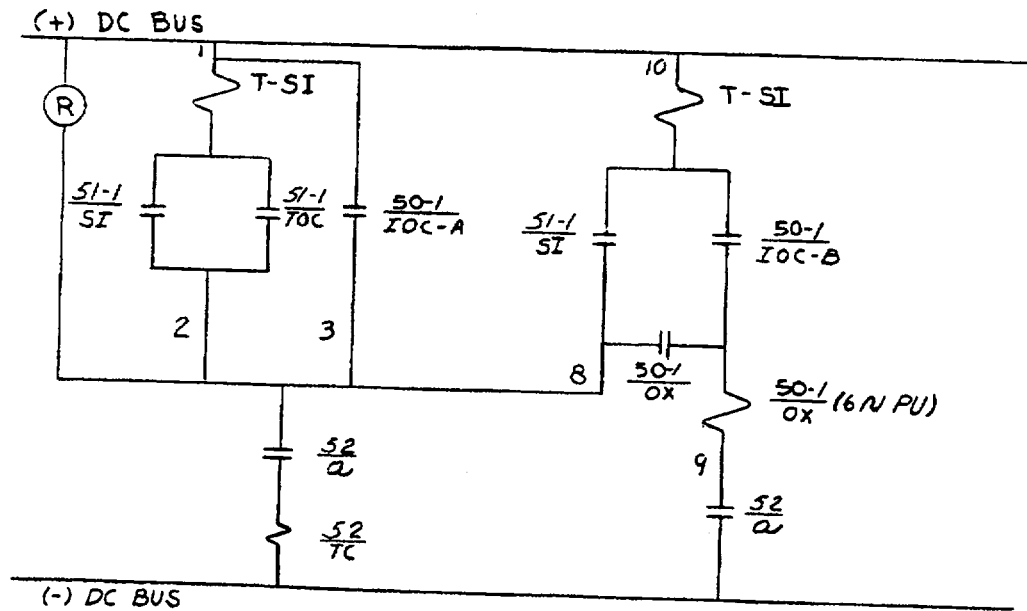 (+) DC BUS
1
10
T-SI
T-SI
R
51-1
SI
51-1
TOC
50-1
IOC-A
51-1
SI
50-1
IOC-B
2
3
8
50-1
OX
50-1
OX (6~ PU)
9
52
a
52
a
52
TC
(-) DC BUS